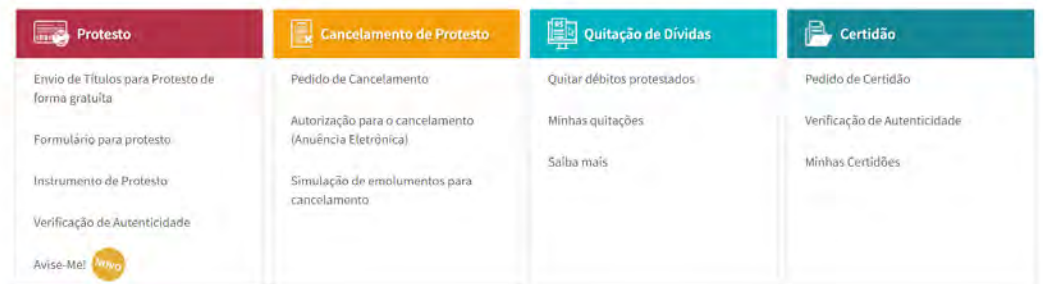 Protesto
Envio de Títulos para Protesto de
forma gratuíta
Formulário para protesto
Instrumento de Protesto
Verificação de Autenticidade
Avise-Me! Novo
Cancelamento de Protesto
Pedido de Cancelamento
Autorização para o cancelamento
(Anuência Eletrônica)
Simulação de emolumentos para
cancelamento
Quitação de Dívidas
Quitar débitos protestados
Minhas quitações
Saiba mais
Certidão
Pedido de Certidão
Verificação de Autenticidade
Minhas Certidões